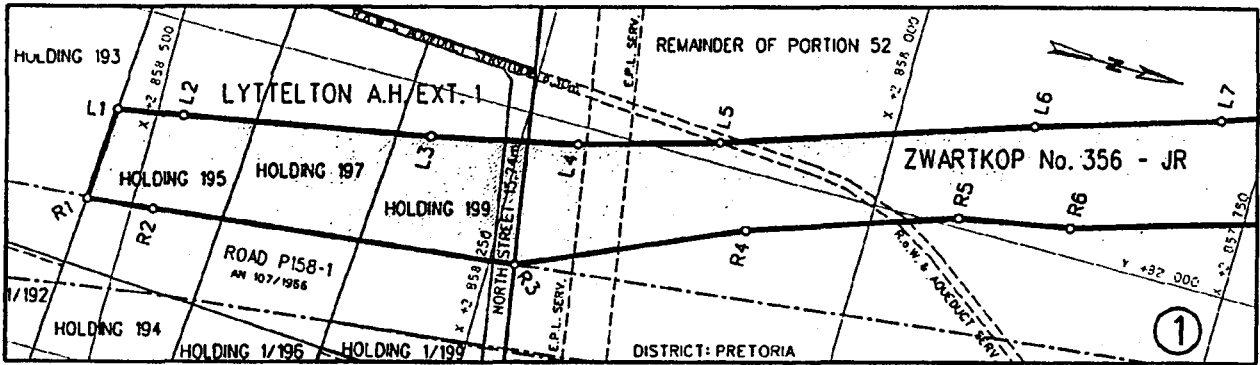 HOLDING 193
LYTTELTON A.H. EXT. 1
REMAINDER OF PORTION 52
ZWARTKOP No. 356 - JR
L1
L2
L3
L4
L5
L6
L7
R1
R2
R3
R4
R5
R6
HOLDING 195
HOLDING 197
HOLDING 199
ROAD P158-1
AN 107/1966
1/192
HOLDING 194
HOLDING 1/196
HOLDING 1/199
NORTH STREET 15,74m
E.P.L. SERV.
E.P.L. SERV.
R.O.W. & AQUEDUCT SERV.
X +2 858 500
X +2 858 250
X +2 858 000
X +2 857 750
Y +92 000
N
DISTRICT: PRETORIA
1